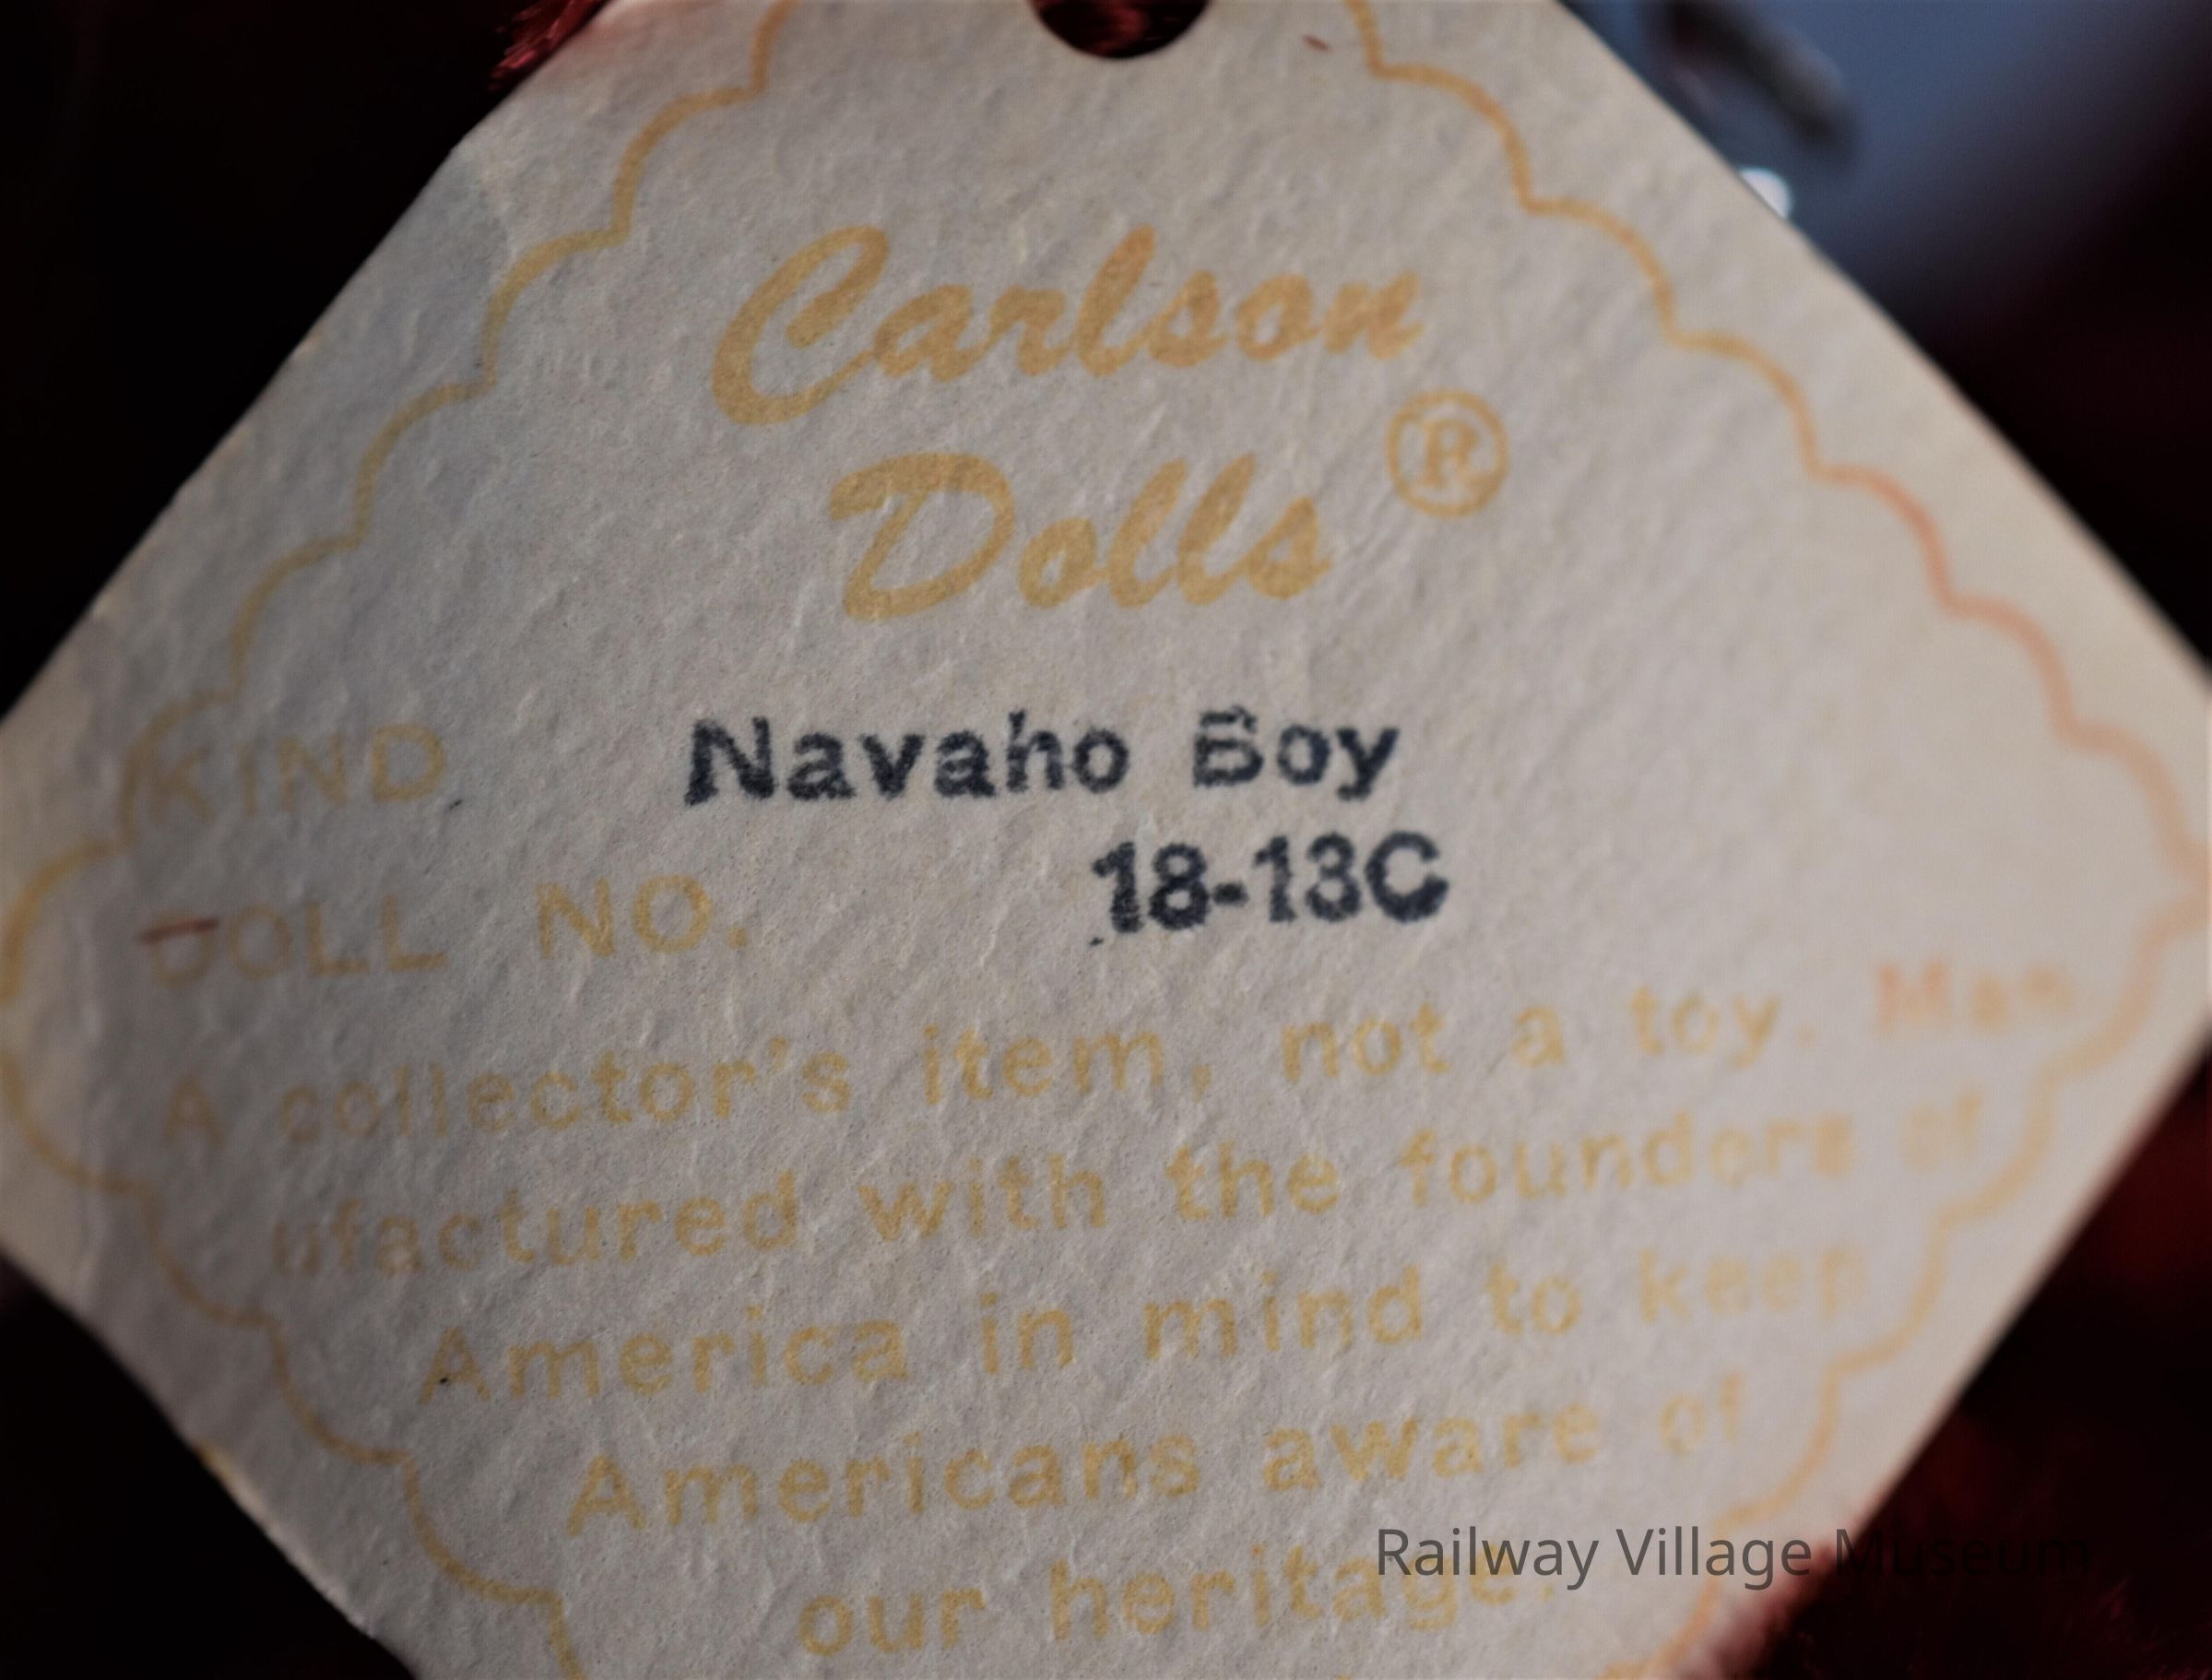 Carlson
Dolls ®
KIND Navaho Boy
DOLL NO. 18-13C
A collector's item, not a toy. Man-
ufactured with the founders of
America in mind to keep
Americans aware of
our heritage.
Railway Village Museum